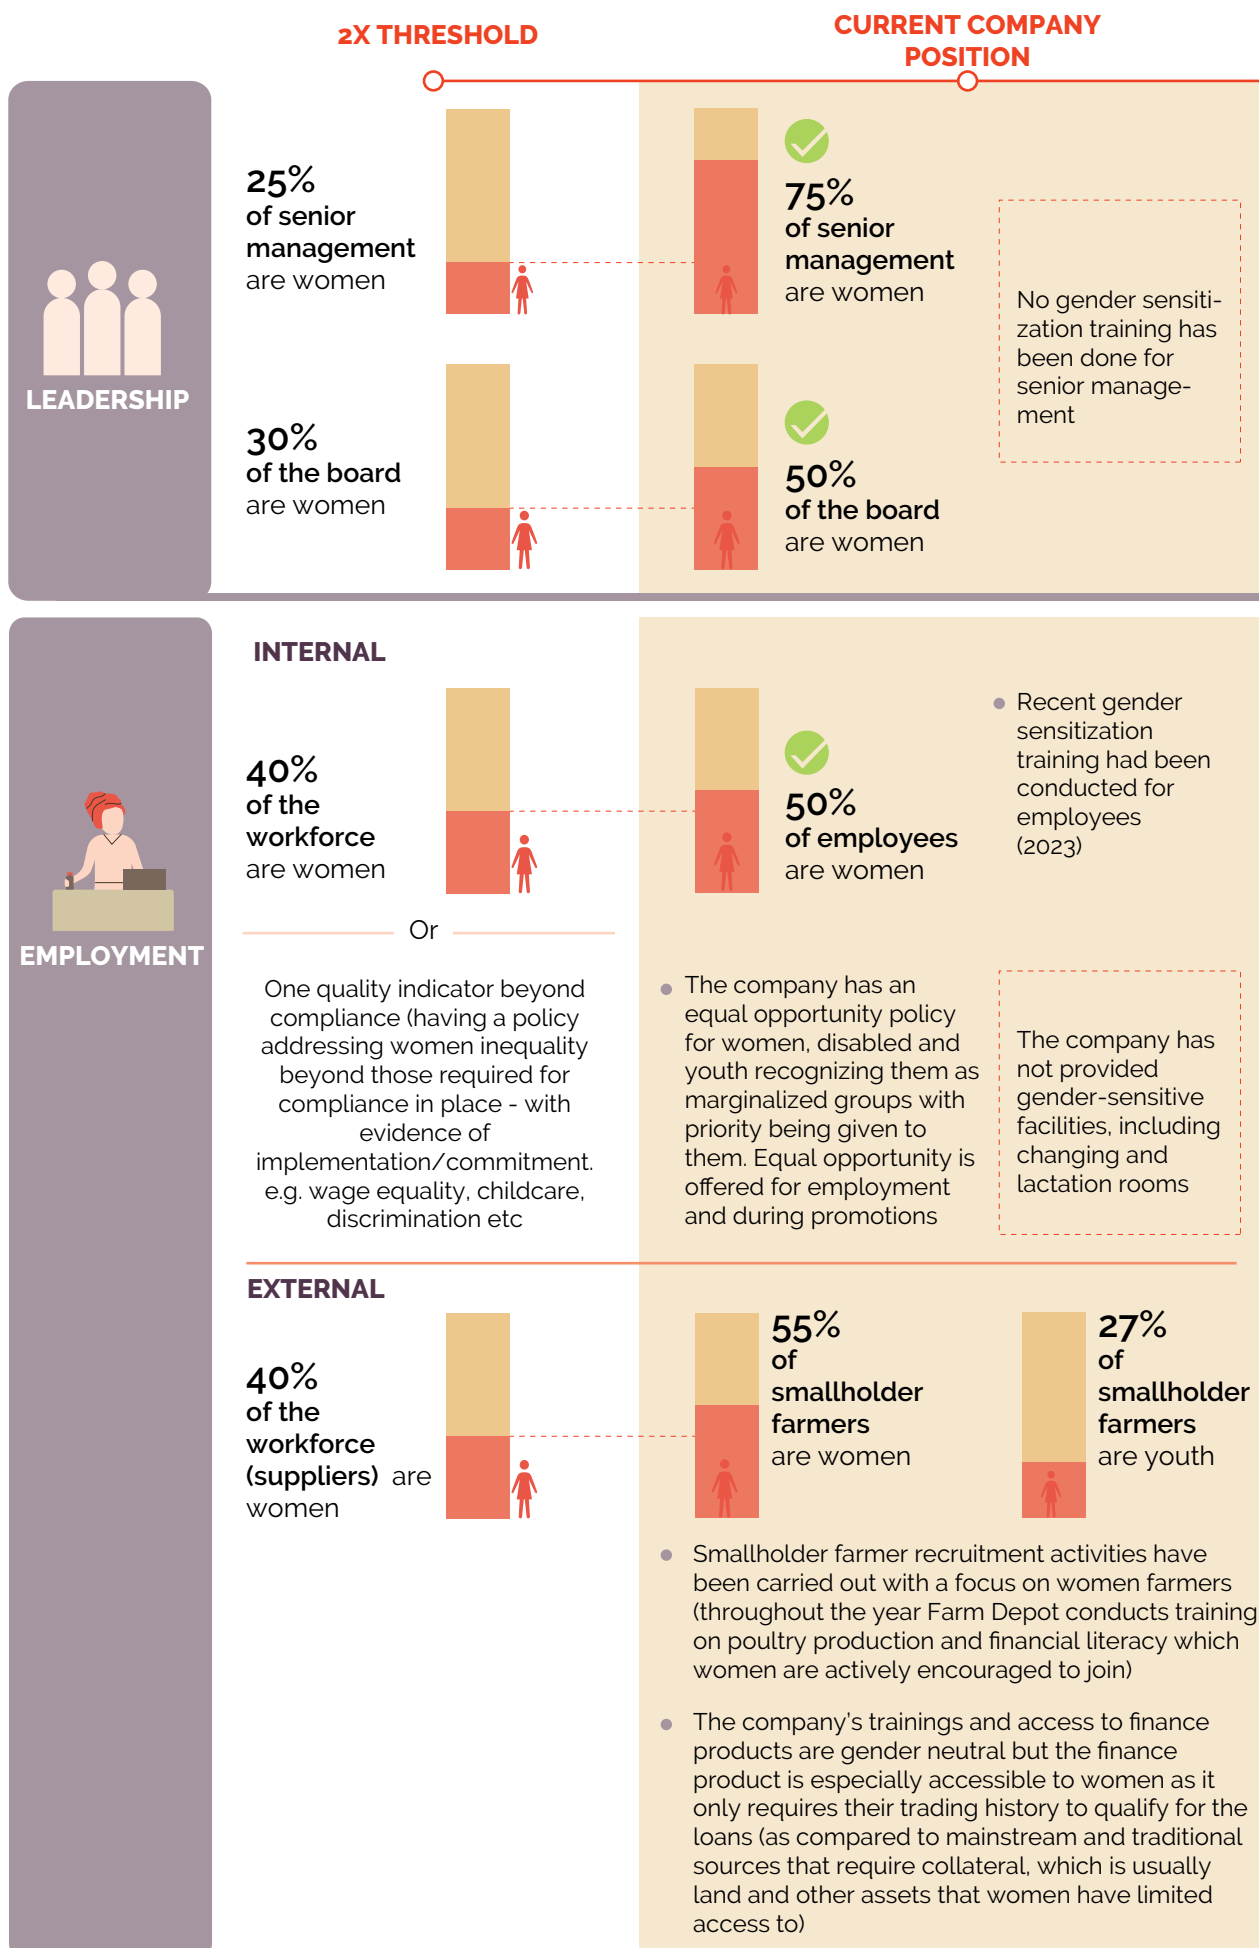 2X THRESHOLD
CURRENT COMPANY
POSITION
LEADERSHIP
25%
of senior
management
are women
75%
of senior
management
are women
No gender sensiti-
zation training has
been done for
senior manage-
ment
30%
of the board
are women
50%
of the board
are women
EMPLOYMENT
INTERNAL
40%
of the
workforce
are women
50%
of employees
are women
Recent gender
sensitization
training had been
conducted for
employees
(2023)
Or
One quality indicator beyond
compliance (having a policy
addressing women inequality
beyond those required for
compliance in place - with
evidence of
implementation/commitment.
e.g. wage equality, childcare,
discrimination etc
The company has an
equal opportunity policy
for women, disabled and
youth recognizing them as
marginalized groups with
priority being given to
them. Equal opportunity is
offered for employment
and during promotions
The company has
not provided
gender-sensitive
facilities, including
changing and
lactation rooms
EXTERNAL
40%
of the
workforce
(suppliers) are
women
55%
of
smallholder
farmers
are women
27%
of
smallholder
farmers
are youth
Smallholder farmer recruitment activities have
been carried out with a focus on women farmers
(throughout the year Farm Depot conducts training
on poultry production and financial literacy which
women are actively encouraged to join)
The company's trainings and access to finance
products are gender neutral but the finance
product is especially accessible to women as it
only requires their trading history to qualify for the
loans (as compared to mainstream and traditional
sources that require collateral, which is usually
land and other assets that women have limited
access to)